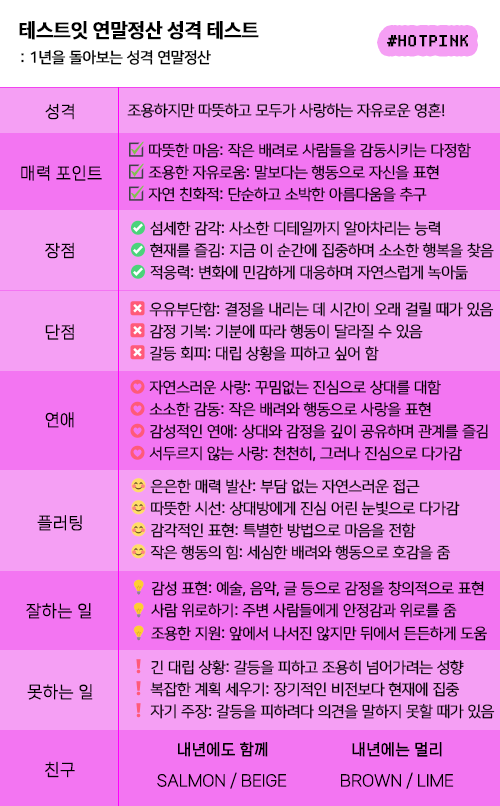 테스트잇 연말정산 성격 테스트
: 1년을 돌아보는 성격 연말정산
#HOTPINK
성격
조용하지만 따뜻하고 모두가 사랑하는 자유로운 영혼!
매력 포인트
따뜻한 마음: 작은 배려로 사람들을 감동시키는 다정함
조용한 자유로움: 말보다는 행동으로 자신을 표현
자연 친화적: 단순하고 소박한 아름다움을 추구
장점
섬세한 감각: 사소한 디테일까지 알아차리는 능력
현재를 즐김: 지금 이 순간에 집중하며 소소한 행복을 찾음
적응력: 변화에 민감하게 대응하며 자연스럽게 녹아듦
단점
우유부단함: 결정을 내리는 데 시간이 오래 걸릴 때가 있음
감정 기복: 기분에 따라 행동이 달라질 수 있음
갈등 회피: 대립 상황을 피하고 싶어 함
연애
자연스러운 사랑: 꾸밈없는 진심으로 상대를 대함
소소한 감동: 작은 배려와 행동으로 사랑을 표현
감성적인 연애: 상대와 감정을 깊이 공유하며 관계를 즐김
서두르지 않는 사랑: 천천히, 그러나 진심으로 다가감
플러팅
은은한 매력 발산: 부담 없는 자연스러운 접근
따뜻한 시선: 상대방에게 진심 어린 눈빛으로 다가감
감각적인 표현: 특별한 방법으로 마음을 전함
작은 행동의 힘: 세심한 배려와 행동으로 호감을 줌
잘하는 일
감성 표현: 예술, 음악, 글 등으로 감정을 창의적으로 표현
사람 위로하기: 주변 사람들에게 안정감과 위로를 줌
조용한 지원: 앞에서 나서진 않지만 뒤에서 든든하게 도움
못하는 일
긴 대립 상황: 갈등을 피하고 조용히 넘어가려는 성향
복잡한 계획 세우기: 장기적인 비전보다 현재에 집중
자기 주장: 갈등을 피하려다 의견을 말하지 못할 때가 있음
친구
내년에도 함께
SALMON / BEIGE
내년에는 멀리
BROWN / LIME